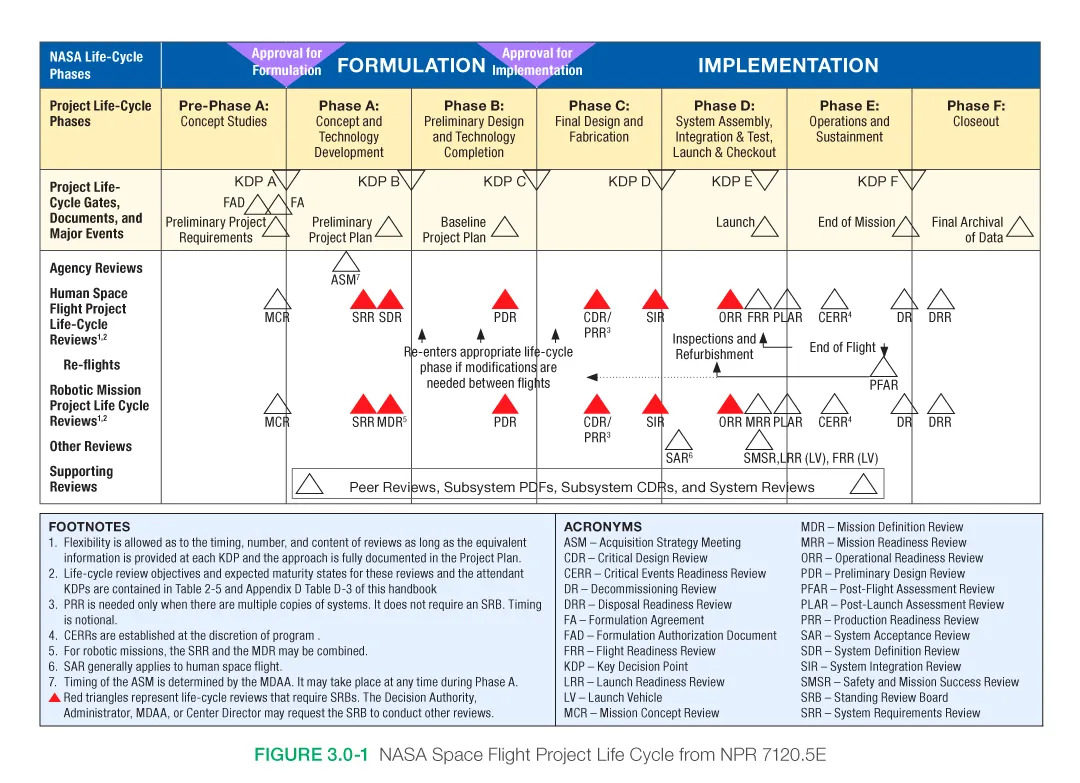 NASA Life-Cycle
Phases
Approval for
Formulation
FORMULATION
Approval for
Implementation
IMPLEMENTATION
Project Life-Cycle
Phases
Pre-Phase A:
Concept Studies
Phase A:
Concept and
Technology
Development
Phase B:
Preliminary Design
and Technology
Completion
Phase C:
Final Design and
Fabrication
Phase D:
System Assembly,
Integration & Test,
Launch & Checkout
Phase E:
Operations and
Sustainment
Phase F:
Closeout
Project Life-
Cycle Gates,
Documents, and
Major Events
KDP A
KDP B
KDP C
KDP D
KDP E
KDP F
FAD
FA
Preliminary Project
Requirements
Preliminary
Project Plan
Baseline
Project Plan
Launch
End of Mission
Final Archival
of Data
Agency Reviews
ASM7
Human Space
Flight Project
Life-Cycle
Reviews1,2
MCR
SRR
SDR
PDR
CDR/
PRR3
SIR
ORR
FRR
PLAR
CERR4
DR
DRR
Re-flights
Re-enters appropriate life-cycle
phase if modifications are
needed between flights
Inspections and
Refurbishment
End of Flight
PFAR
Robotic Mission
Project Life Cycle
Reviews1,2
MCR
SRR
MDR5
PDR
CDR/
PRR3
SIR
ORR
MRR
PLAR
CERR4
DR
DRR
Other Reviews
SAR6
SMSR,LRR (LV), FRR (LV)
Supporting
Reviews
Peer Reviews, Subsystem PDFs, Subsystem CDRs, and System Reviews
FOOTNOTES
1. Flexibility is allowed as to the timing, number, and content of reviews as long as the equivalent
information is provided at each KDP and the approach is fully documented in the Project Plan.
2. Life-cycle review objectives and expected maturity states for these reviews and the attendant
KDPs are contained in Table 2-5 and Appendix D Table D-3 of this handbook
3. PRR is needed only when there are multiple copies of systems. It does not require an SRB. Timing
is notional.
4. CERRs are established at the discretion of program .
5. For robotic missions, the SRR and the MDR may be combined.
6. SAR generally applies to human space flight.
7. Timing of the ASM is determined by the MDAA. It may take place at any time during Phase A.
Red triangles represent life-cycle reviews that require SRBs. The Decision Authority,
Administrator, MDAA, or Center Director may request the SRB to conduct other reviews.
ACRONYMS
ASM – Acquisition Strategy Meeting
CDR – Critical Design Review
CERR – Critical Events Readiness Review
DR – Decommissioning Review
DRR – Disposal Readiness Review
FA – Formulation Agreement
FAD – Formulation Authorization Document
FRR – Flight Readiness Review
KDP – Key Decision Point
LRR – Launch Readiness Review
LV – Launch Vehicle
MCR – Mission Concept Review
MDR – Mission Definition Review
MRR – Mission Readiness Review
ORR – Operational Readiness Review
PDR – Preliminary Design Review
PFAR – Post-Flight Assessment Review
PLAR – Post-Launch Assessment Review
PRR – Production Readiness Review
SAR – System Acceptance Review
SDR – System Definition Review
SIR – System Integration Review
SMSR – Safety and Mission Success Review
SRB – Standing Review Board
SRR – System Requirements Review
FIGURE 3.0-1 NASA Space Flight Project Life Cycle from NPR 7120.5E